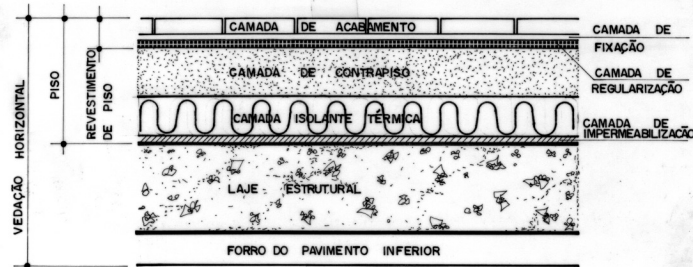 VEDAÇÃO HORIZONTAL
PISO
REVESTIMENTO
DE PISO
CAMADA DE ACABAMENTO
CAMADA DE CONTRAPISO
CAMADA ISOLANTE TÉRMICA
LAJE ESTRUTURAL
FORRO DO PAVIMENTO INFERIOR
CAMADA DE
FIXAÇÃO
CAMADA DE
REGULARIZAÇÃO
CAMADA DE
IMPERMEABILIZAÇÃO